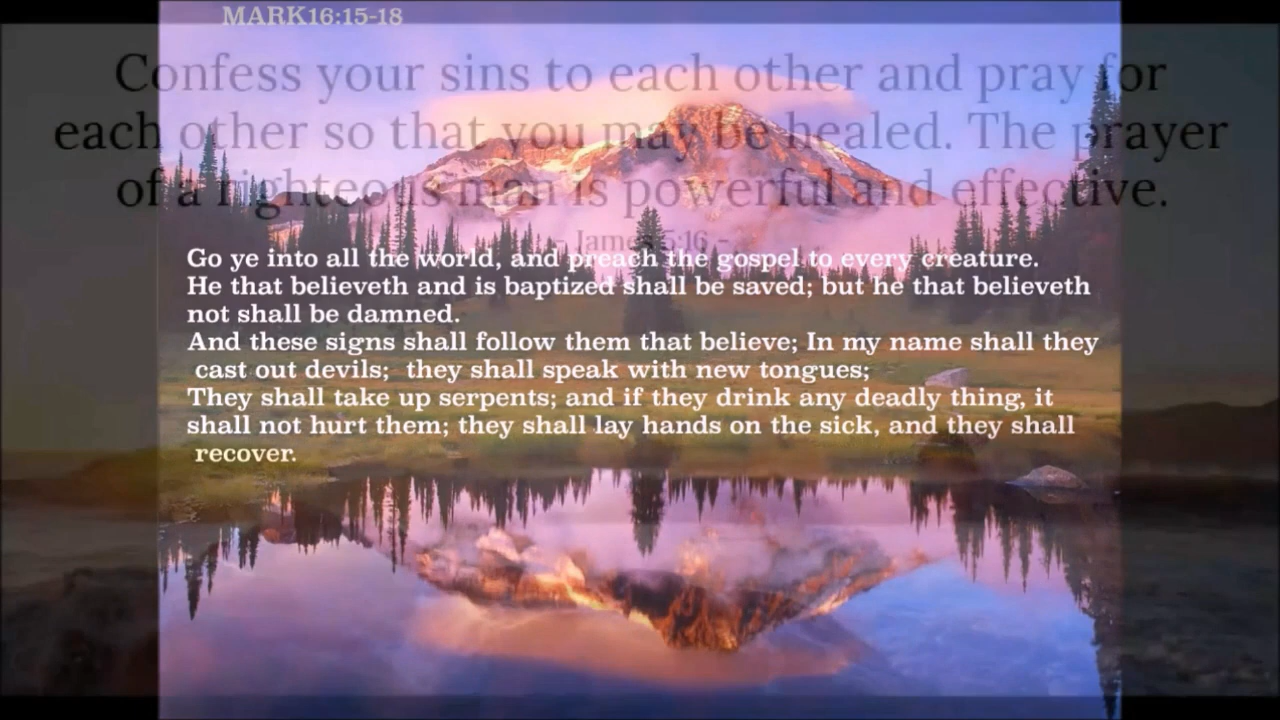 MARK16:15-18
Confess your sins to each other and pray for
each other so that you may be healed. The prayer
of a righteous man is powerful and effective.
- James 5:16 -
Go ye into all the world, and preach the gospel to every creature.
He that believeth and is baptized shall be saved; but he that believeth
not shall be damned.
And these signs shall follow them that believe; In my name shall they
cast out devils;  they shall speak with new tongues;
They shall take up serpents; and if they drink any deadly thing, it
shall not hurt them; they shall lay hands on the sick, and they shall
recover.